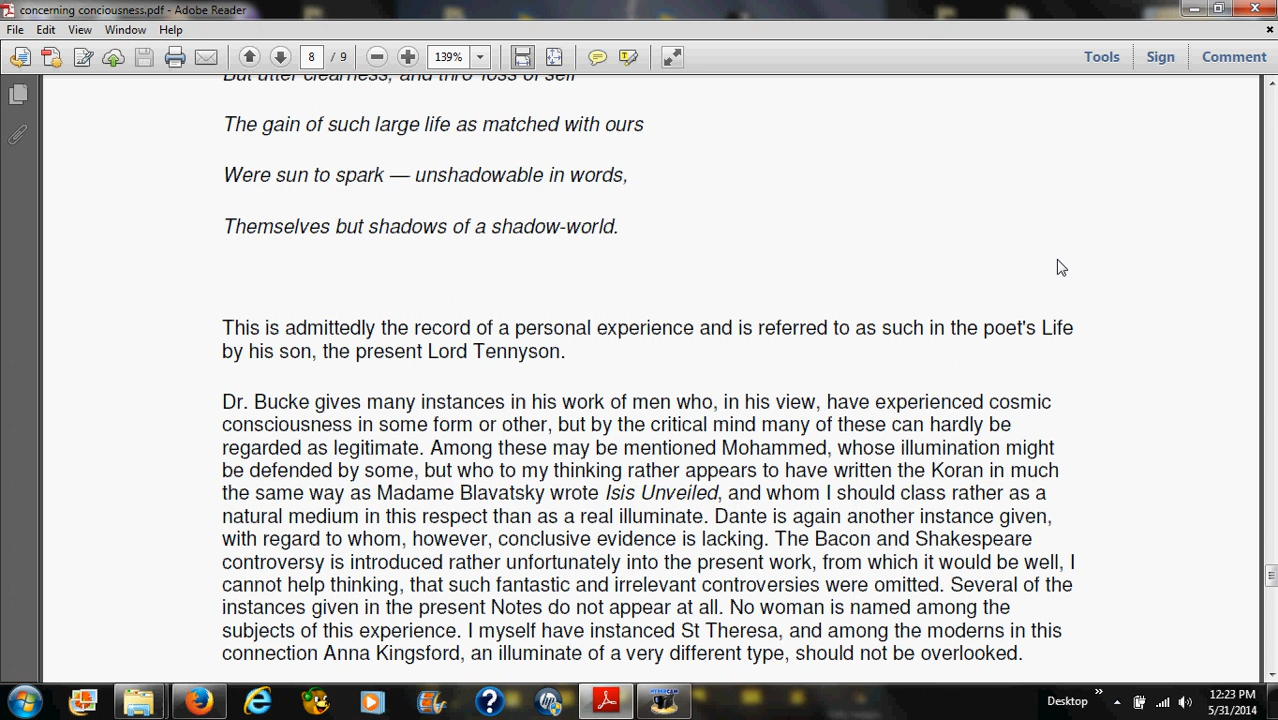 concerning conciousness.pdf - Adobe Reader
File Edit View Window Help
8 / 9 139% Tools Sign Comment
But utter clearness, and thro' loss of self
The gain of such large life as matched with ours
Were sun to spark — unshadowable in words,
Themselves but shadows of a shadow-world.
This is admittedly the record of a personal experience and is referred to as such in the poet's Life
by his son, the present Lord Tennyson.
Dr. Bucke gives many instances in his work of men who, in his view, have experienced cosmic
consciousness in some form or other, but by the critical mind many of these can hardly be
regarded as legitimate. Among these may be mentioned Mohammed, whose illumination might
be defended by some, but who to my thinking rather appears to have written the Koran in much
the same way as Madame Blavatsky wrote Isis Unveiled, and whom I should class rather as a
natural medium in this respect than as a real illuminate. Dante is again another instance given,
with regard to whom, however, conclusive evidence is lacking. The Bacon and Shakespeare
controversy is introduced rather unfortunately into the present work, from which it would be well, I
cannot help thinking, that such fantastic and irrelevant controversies were omitted. Several of the
instances given in the present Notes do not appear at all. No woman is named among the
subjects of this experience. I myself have instanced St Theresa, and among the moderns in this
connection Anna Kingsford, an illuminate of a very different type, should not be overlooked.
Desktop 12:23 PM
5/31/2014